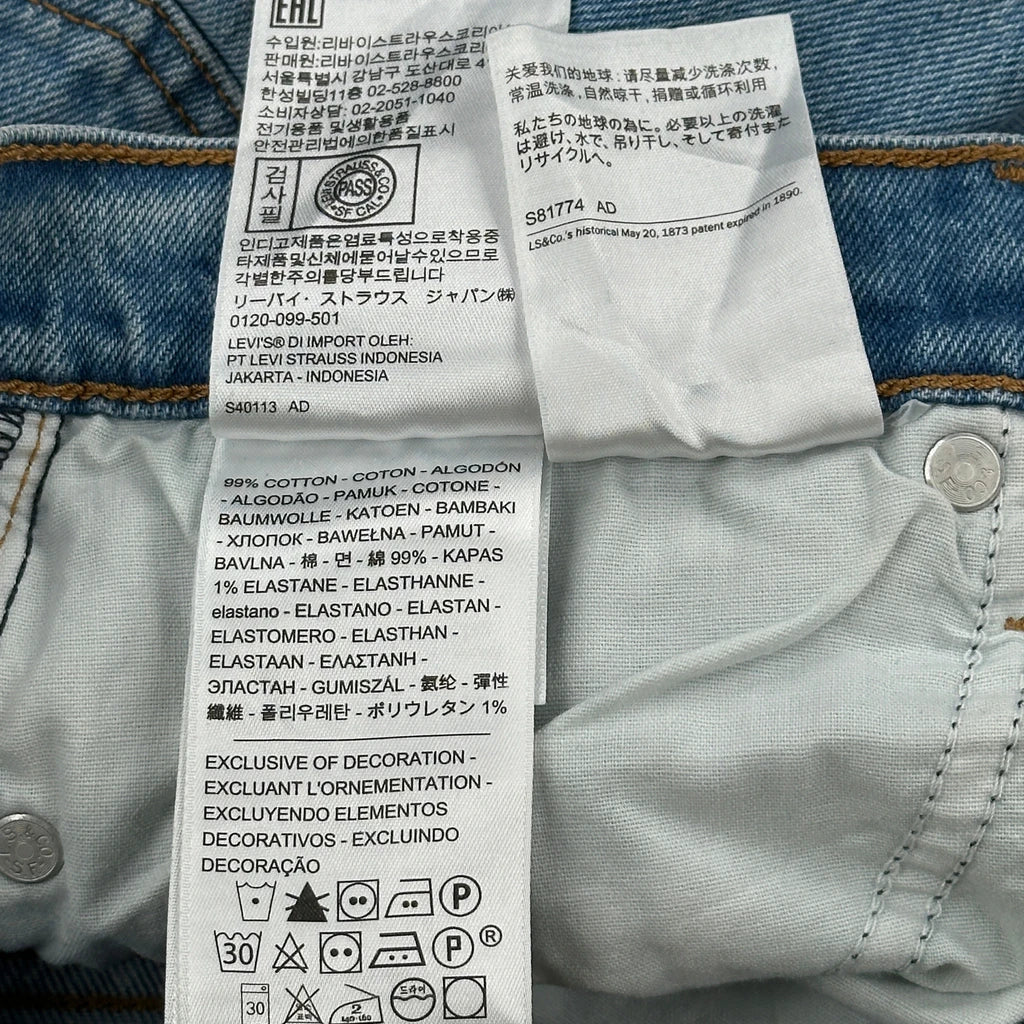 EAC
수입원:리바이스트라우스코리아
판매원:리바이스트라우스코리아
서울특별시 강남구 도산대로
한성빌딩11층 02-528-8800
소비자상담: 02-2051-1040
전기용품 및생활용품
안전관리법에의한품질표시
검사필
LEVI STRAUSS & CO
PASS
SF CAL.
인디고제품은염료특성으로착용중
타제품및신체에묻어날수있으므로
각별한주의를당부드립니다
リーバイ・ストラウス ジャパン㈱
0120-099-501
LEVI'S® DI IMPORT OLEH:
PT LEVI STRAUSS INDONESIA
JAKARTA - INDONESIA
S40113 AD
关爱我们的地球: 请尽量减少洗涤次数,
常温洗涤, 自然晾干, 捐赠或循环利用
私たちの地球の為に。必要以上の洗濯
は避け、水で、吊り干し、そして寄付また
リサイクルへ。
S81774 AD
LS&Co.'s historical May 20, 1873 patent expired in 1890.
99% COTTON - COTON - ALGODÓN
- ALGODÃO - PAMUK - COTONE -
BAUMWOLLE - KATOEN - BAMBAKI
- ХЛОПОК - BAWEŁNA - PAMUT -
BAVLNA - 棉 - 면 - 綿 99% - KAPAS
1% ELASTANE - ELASTHANNE -
elastano - ELASTANO - ELASTAN -
ELASTOMERO - ELASTHAN -
ELASTAAN - ΕΛΑΣΤΑΝΗ -
ЭЛАСТАН - GUMISZÁL - 氨纶 - 彈性
纖維 - 폴리우레탄 - ポリウレタン 1%
EXCLUSIVE OF DECORATION -
EXCLUANT L'ORNEMENTATION -
EXCLUYENDO ELEMENTOS
DECORATIVOS - EXCLUINDO
DECORAÇÃO
P
30 P ®
30 2 드라이